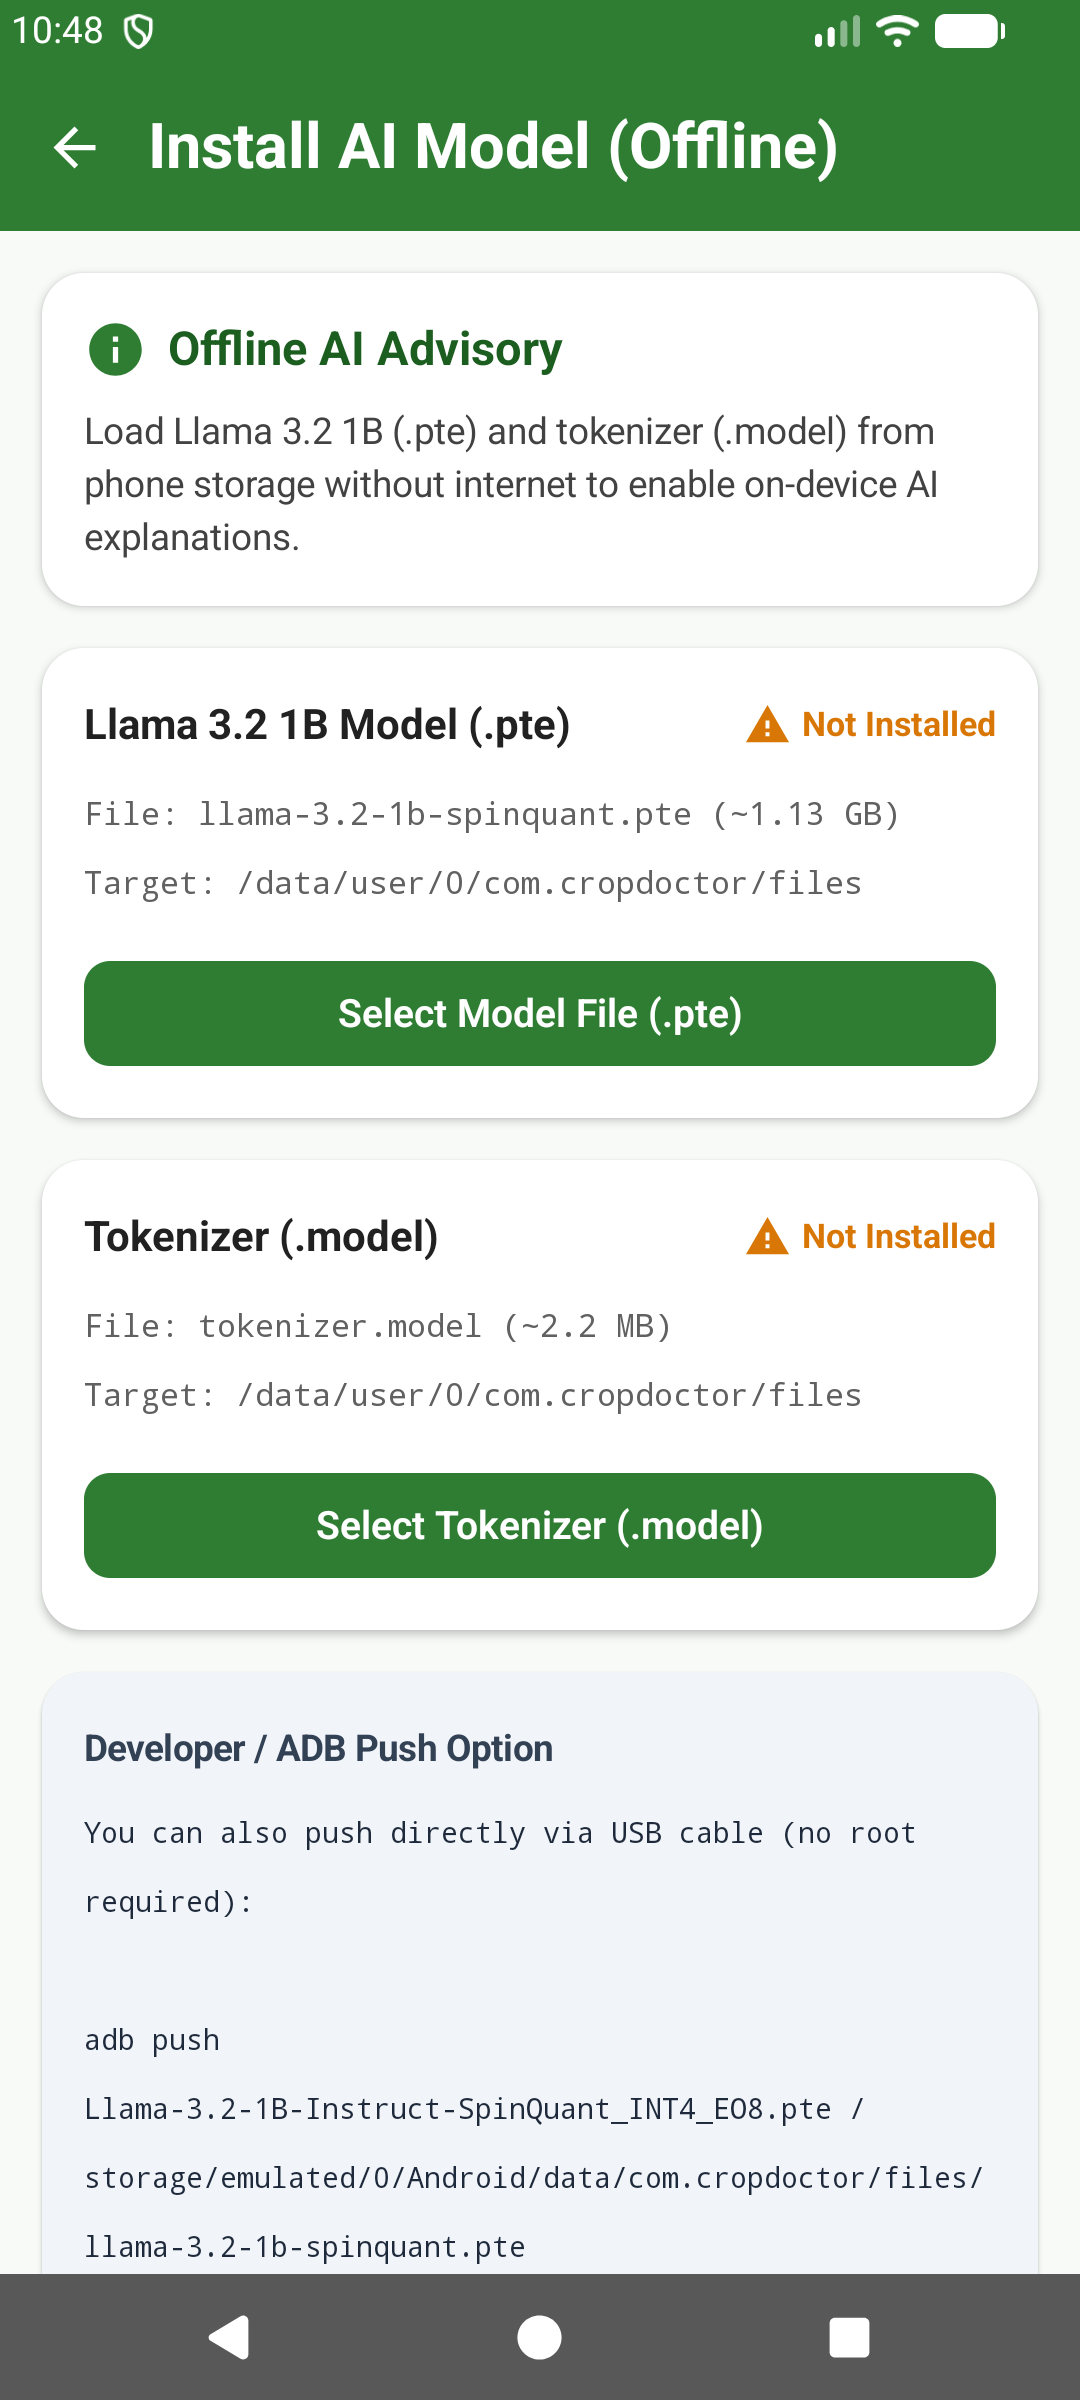 10:48
Install AI Model (Offline)
Offline AI Advisory
Load Llama 3.2 1B (.pte) and tokenizer (.model) from
phone storage without internet to enable on-device AI
explanations.
Llama 3.2 1B Model (.pte)
Not Installed
File: llama-3.2-1b-spinquant.pte (~1.13 GB)
Target: /data/user/0/com.cropdoctor/files
Select Model File (.pte)
Tokenizer (.model)
Not Installed
File: tokenizer.model (~2.2 MB)
Target: /data/user/0/com.cropdoctor/files
Select Tokenizer (.model)
Developer / ADB Push Option
You can also push directly via USB cable (no root
required):
adb push
Llama-3.2-1B-Instruct-SpinQuant_INT4_EO8.pte /
storage/emulated/0/Android/data/com.cropdoctor/files/
llama-3.2-1b-spinquant.pte